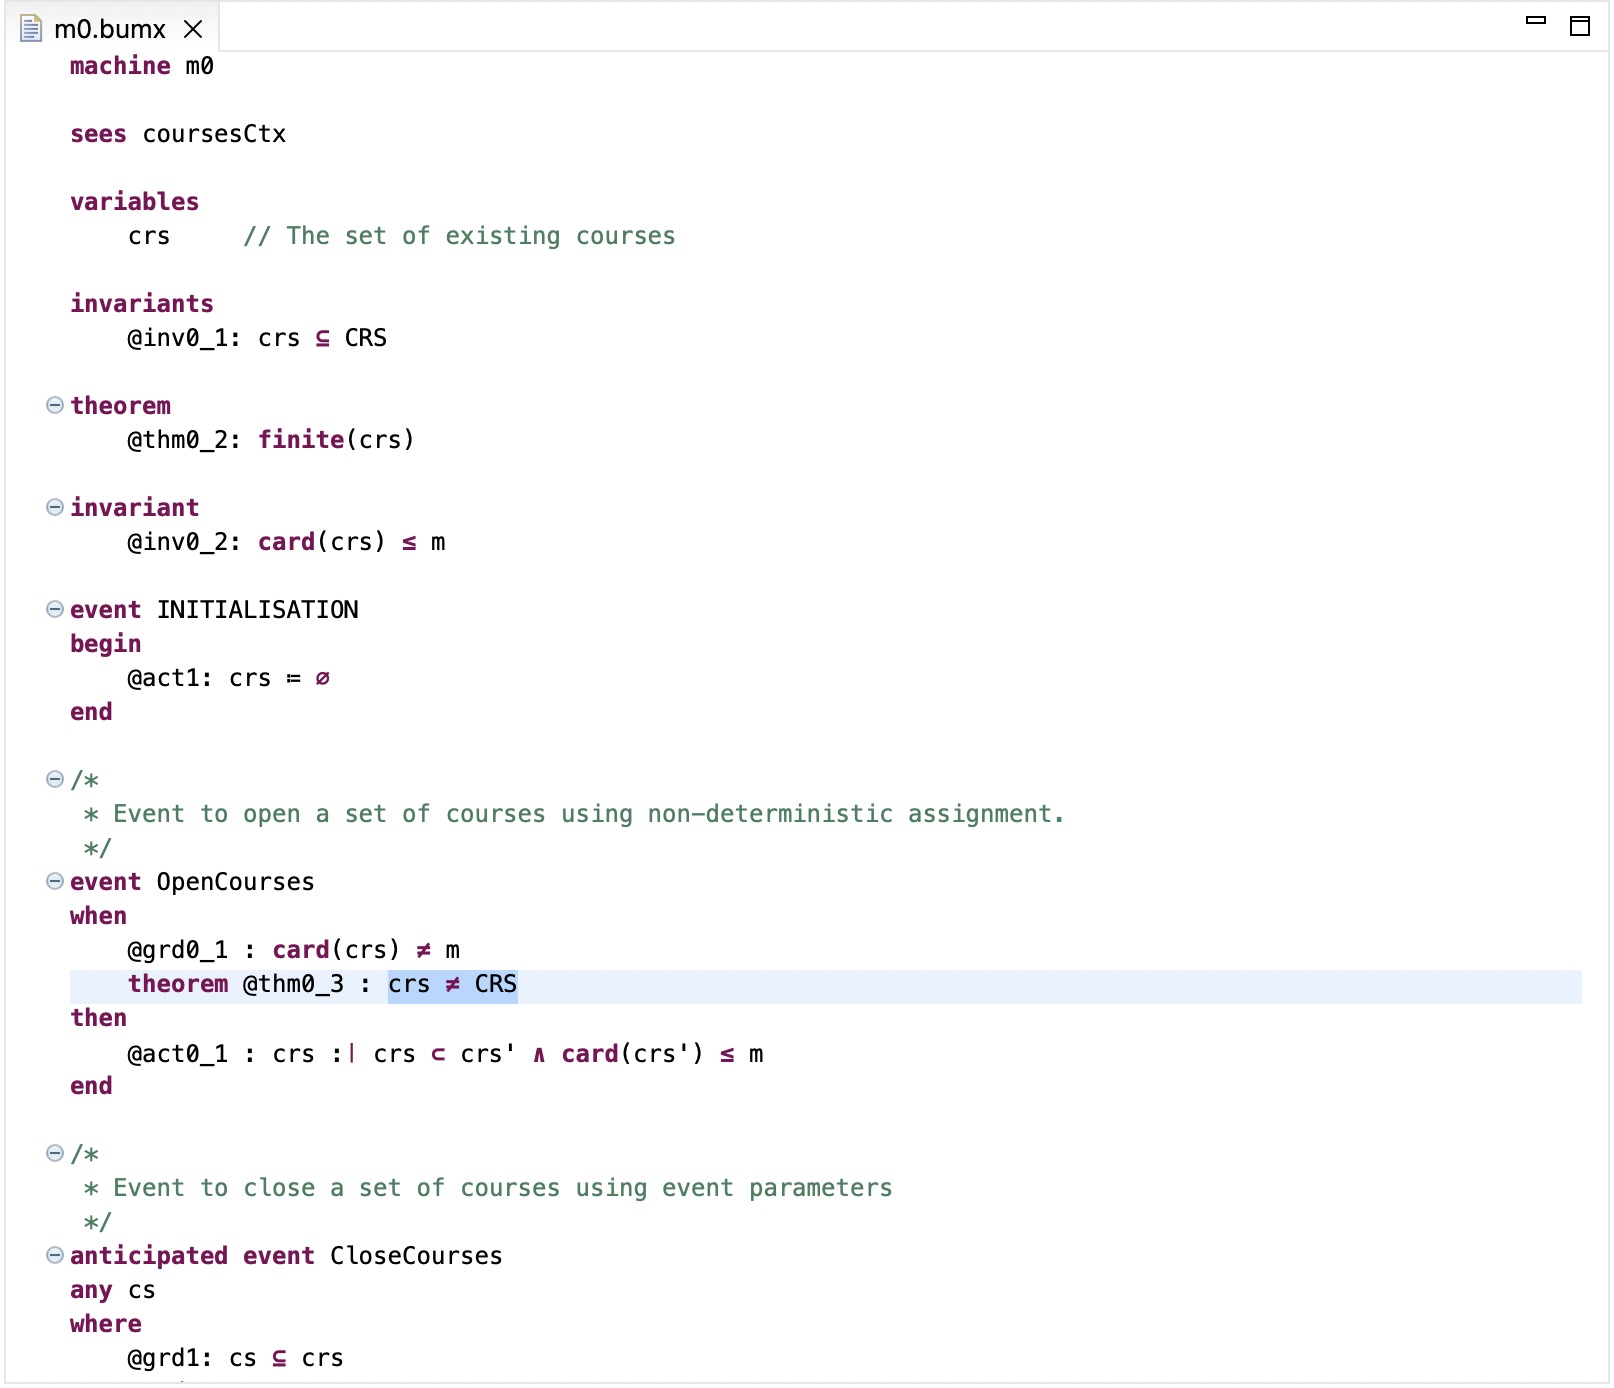 m0.bumx
machine m0
sees coursesCtx
variables
crs // The set of existing courses
invariants
@inv0_1: crs ⊆ CRS
theorem
@thm0_2: finite(crs)
invariant
@inv0_2: card(crs) ≤ m
event INITIALISATION
begin
@act1: crs ≔ ∅
end
/*
* Event to open a set of courses using non-deterministic assignment.
*/
event OpenCourses
when
@grd0_1 : card(crs) ≠ m
theorem @thm0_3 : crs ≠ CRS
then
@act0_1 : crs :∣ crs ⊂ crs' ∧ card(crs') ≤ m
end
/*
* Event to close a set of courses using event parameters
*/
anticipated event CloseCourses
any cs
where
@grd1: cs ⊆ crs